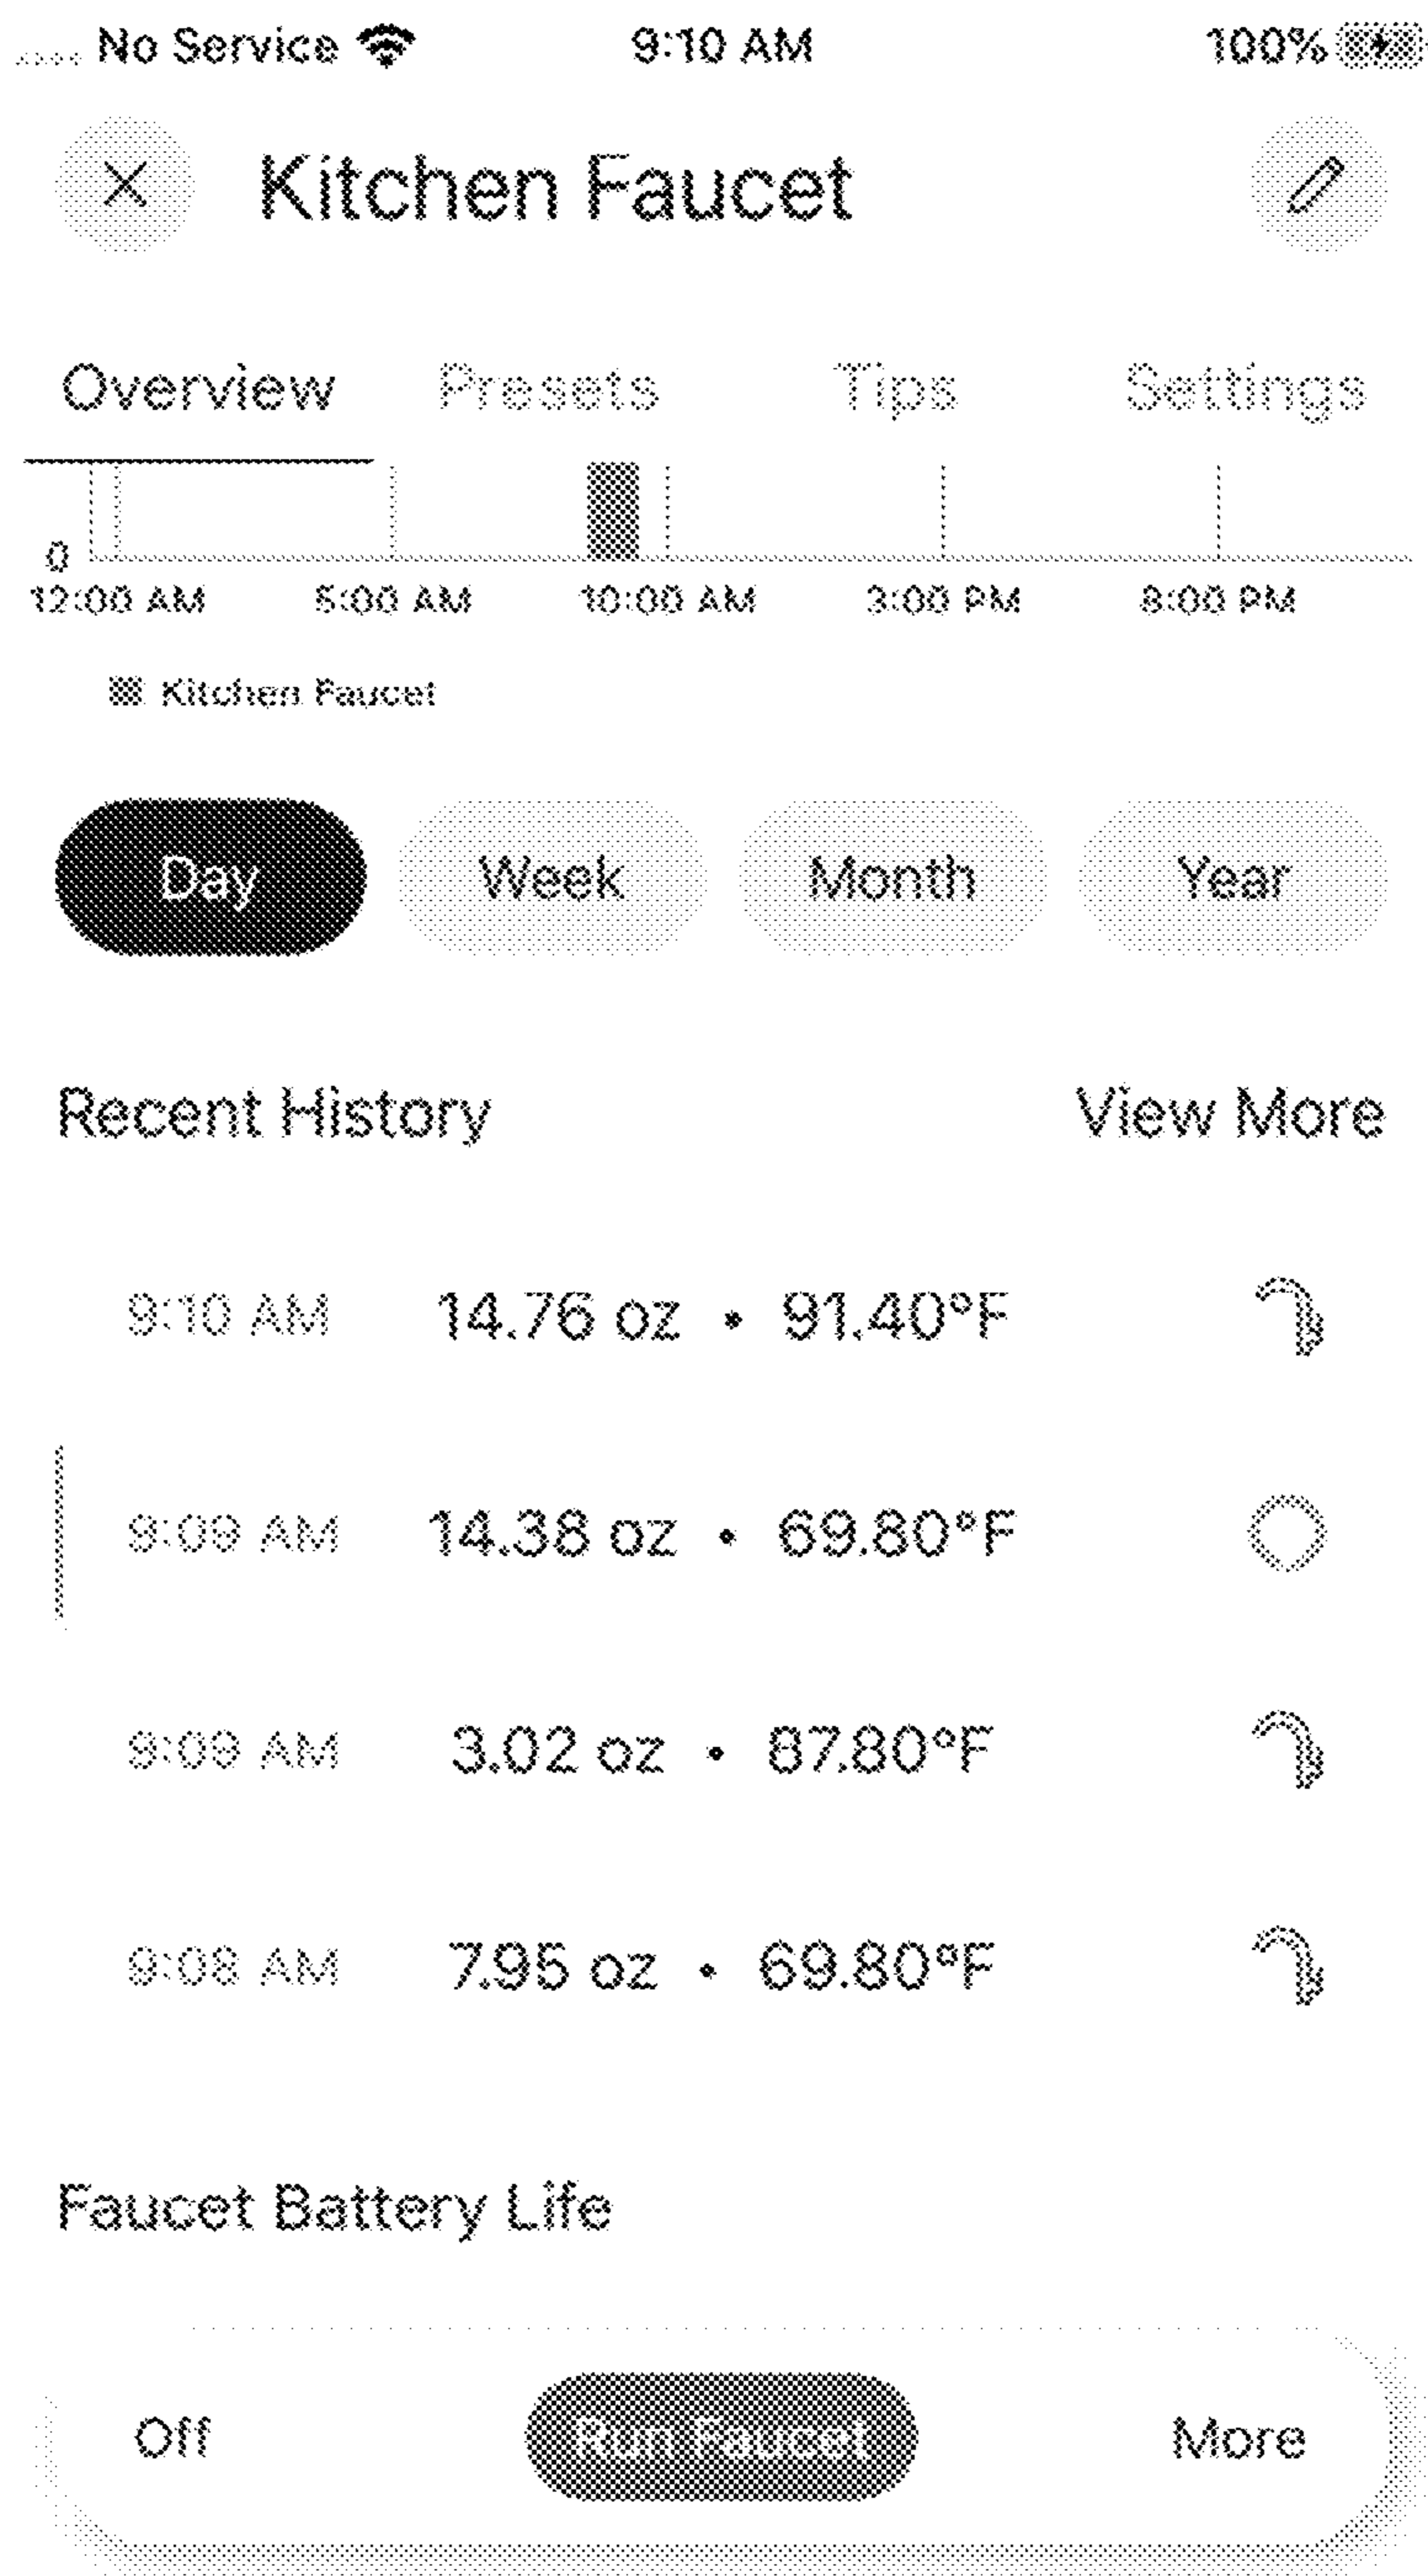 No Service 9:10 AM 100%
Kitchen Faucet
Overview Presets Tips Settings
0
12:00 AM 5:00 AM 10:00 AM 3:00 PM 8:00 PM
Kitchen Faucet
Day Week Month Year
Recent History View More
9:10 AM 14.76 oz • 91.40°F
9:09 AM 14.38 oz • 69.80°F
9:09 AM 3.02 oz • 87.80°F
9:08 AM 7.95 oz • 69.80°F
Faucet Battery Life
Off Run Faucet More